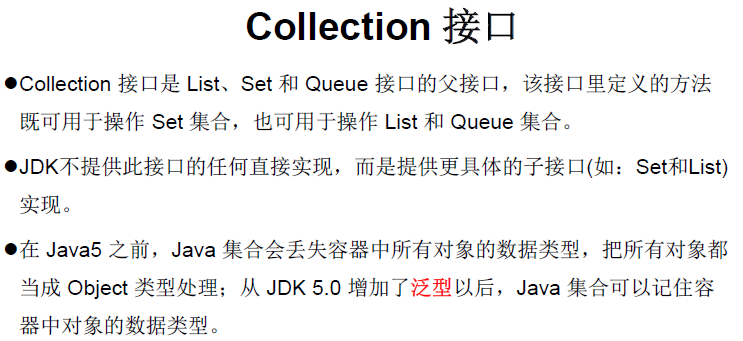 Collection 接口
●Collection 接口是 List、Set 和 Queue 接口的父接口，该接口里定义的方法
既可用于操作 Set 集合，也可用于操作 List 和 Queue 集合。
●JDK不提供此接口的任何直接实现，而是提供更具体的子接口(如：Set和List)
实现。
●在 Java5 之前，Java 集合会丢失容器中所有对象的数据类型，把所有对象都
当成 Object 类型处理；从 JDK 5.0 增加了泛型以后，Java 集合可以记住容
器中对象的数据类型。